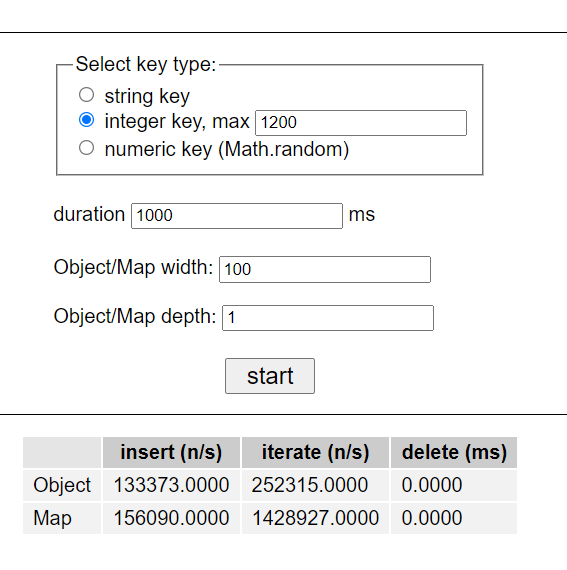 Select key type:
string key
integer key, max 1200
numeric key (Math.random)
duration 1000 ms
Object/Map width: 100
Object/Map depth: 1
start
insert (n/s) iterate (n/s) delete (ms)
Object 133373.0000 252315.0000 0.0000
Map 156090.0000 1428927.0000 0.0000